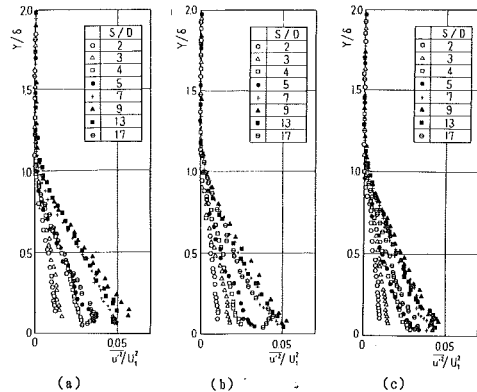 2.0 2.0 2.0
Y/δ
S/D S/D S/D
2 2 2
3 3 3
4 4 4
5 5 5
7 7 7
9 9 9
13 13 13
17 17 17
1.5 1.5 1.5
1.0 1.0 1.0
0.5 0.5 0.5
0 0.05 0 0.05 0 0.05
u'²/U₁² u'²/U₁² u'²/U₁²
(a) (b) (c)